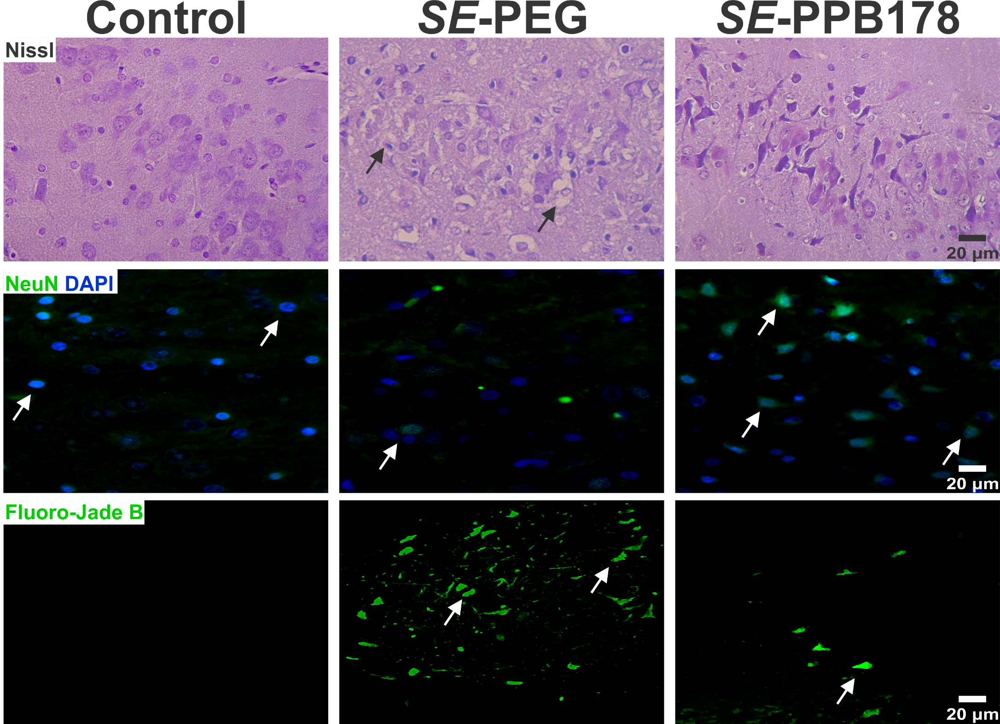 Control
SE-PEG
SE-PPB178
Nissl
20 µm
NeuN DAPI
20 µm
Fluoro-Jade B
20 µm